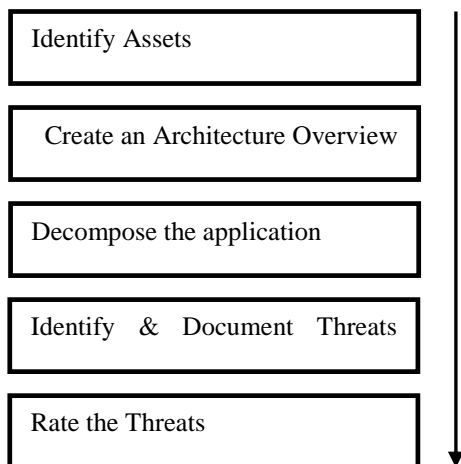 Identify Assets
Create an Architecture Overview
Decompose the application
Identify & Document Threats
Rate the Threats